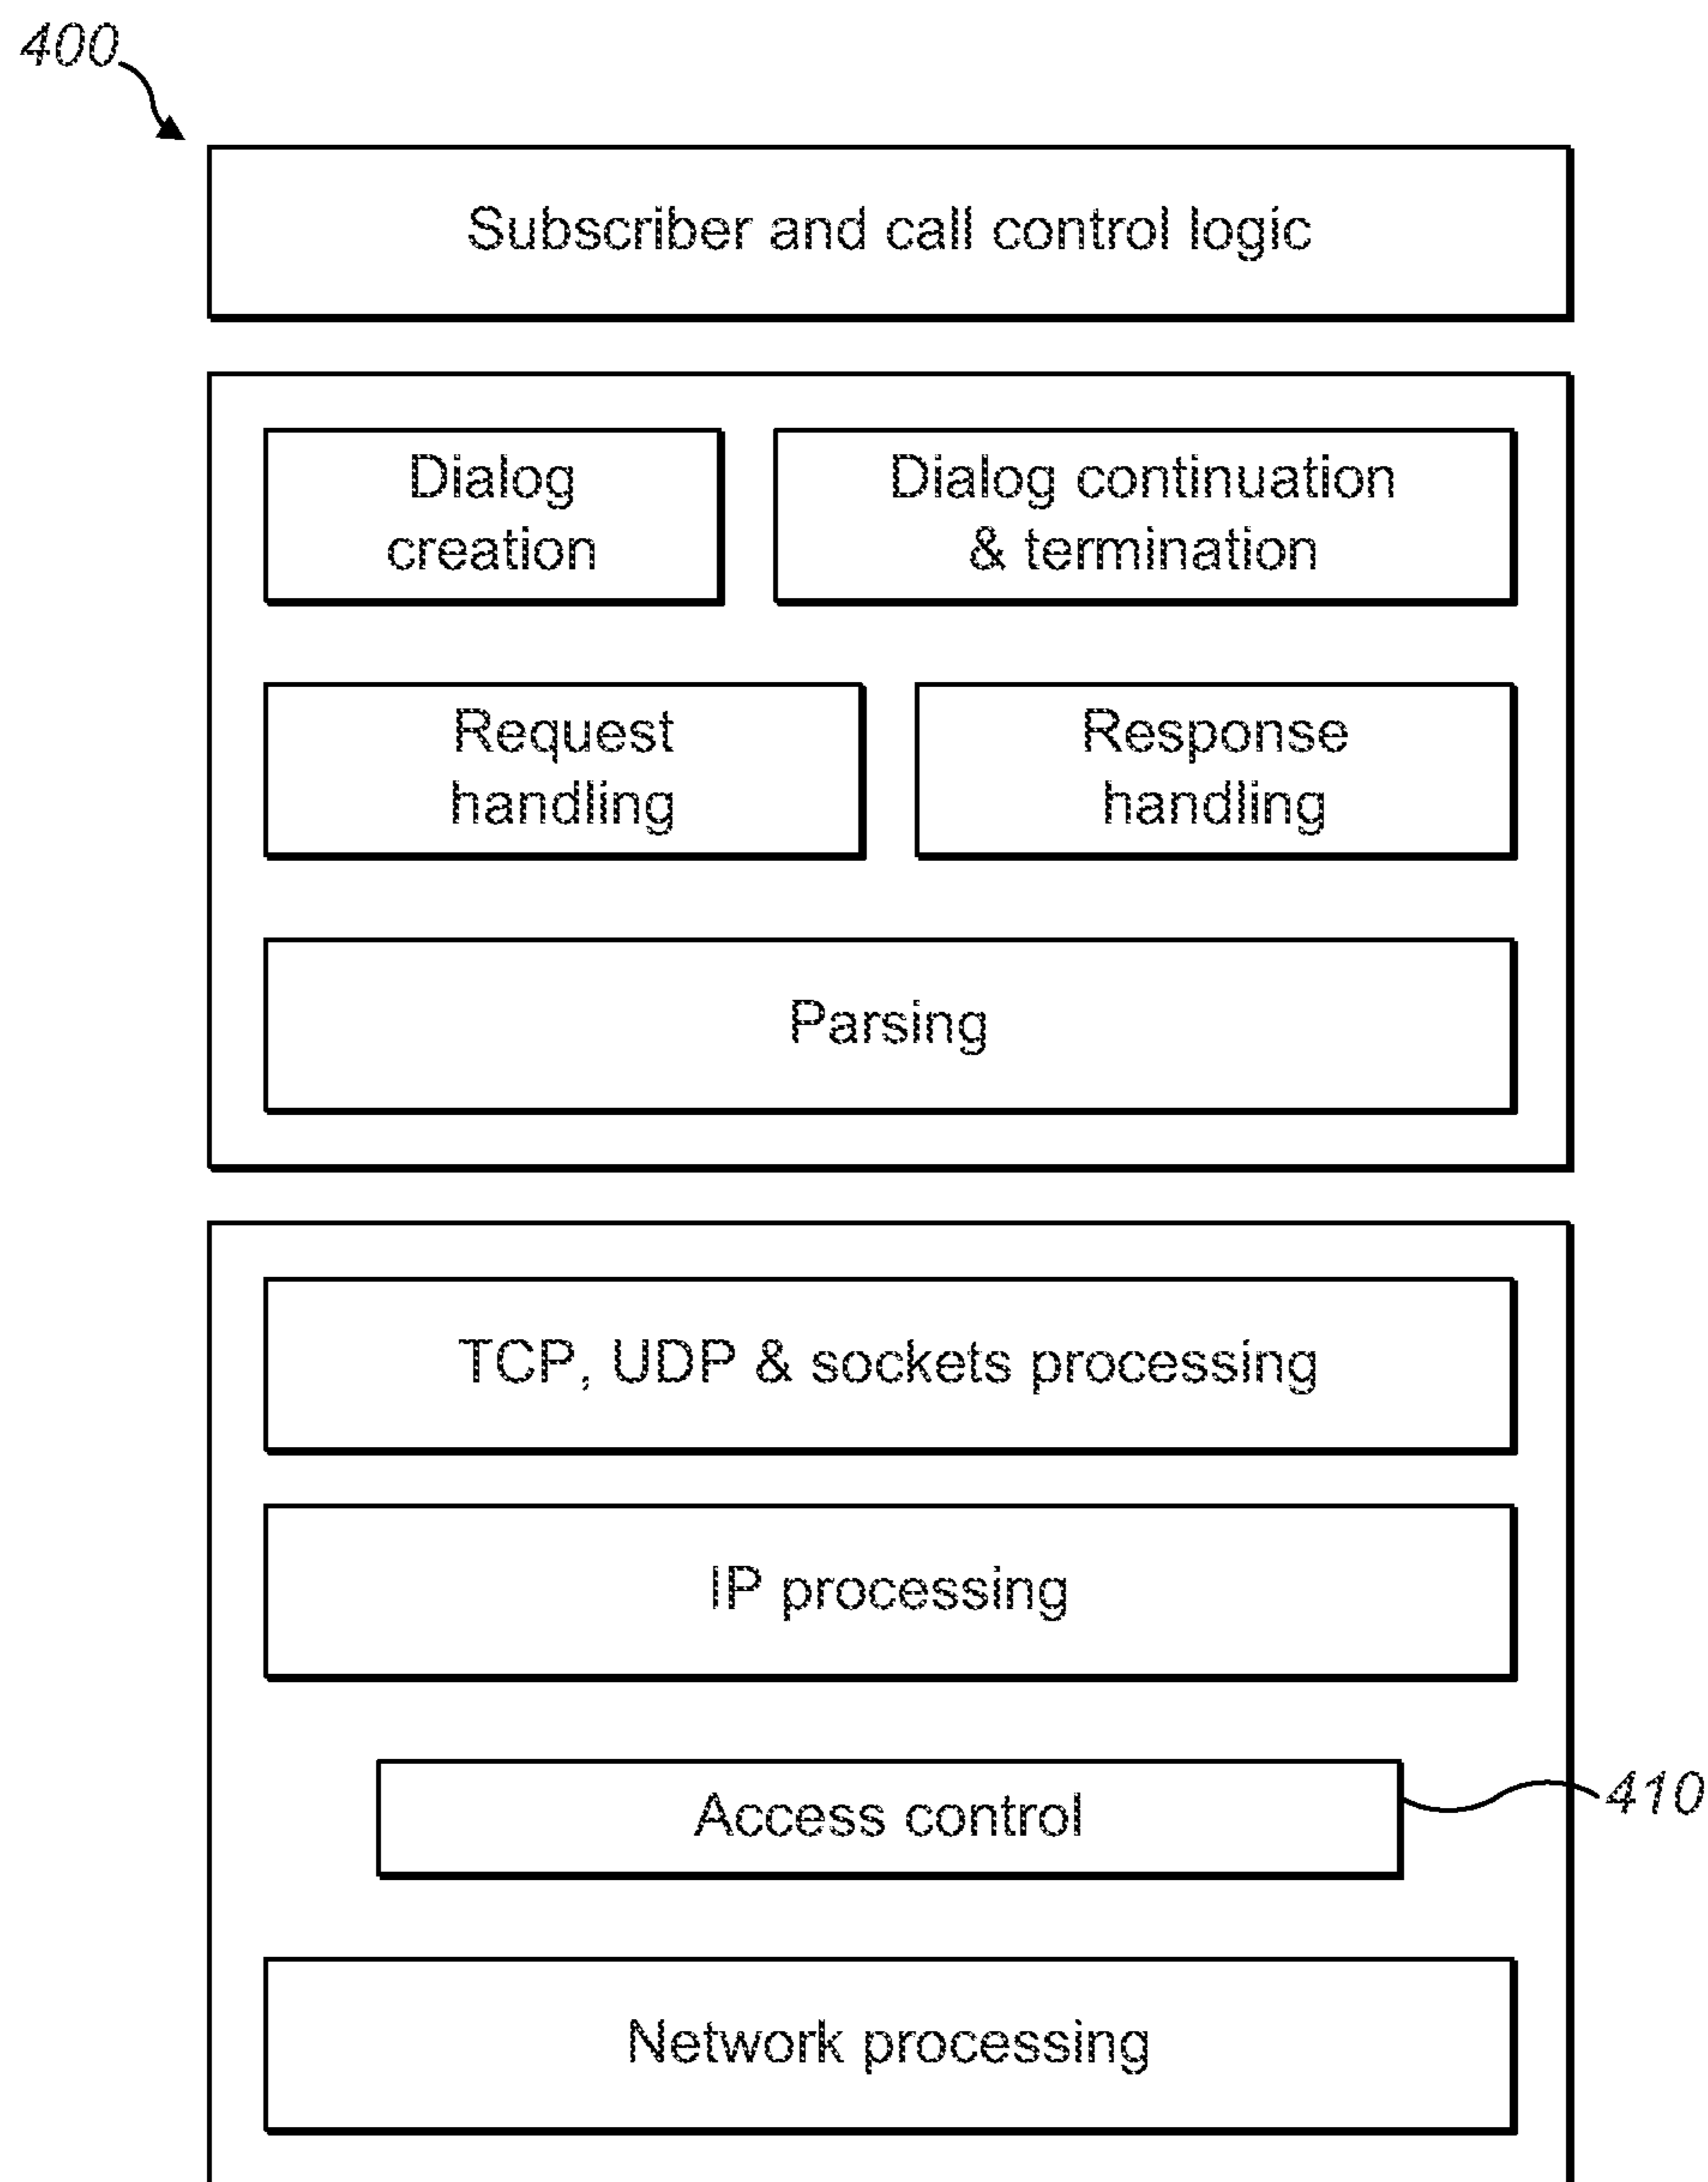 400
Subscriber and call control logic
Dialog
creation
Dialog continuation
& termination
Request
handling
Response
handling
Parsing
TCP, UDP & sockets processing
IP processing
Access control
410
Network processing